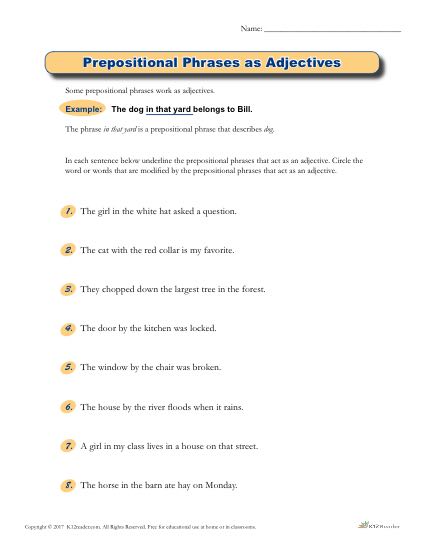 Name: ______________________________
Prepositional Phrases as Adjectives
Some prepositional phrases work as adjectives.
Example: The dog in that yard belongs to Bill.
The phrase in that yard is a prepositional phrase that describes dog.
In each sentence below underline the prepositional phrases that act as an adjective. Circle the
word or words that are modified by the prepositional phrases that act as an adjective.
1. The girl in the white hat asked a question.
2. The cat with the red collar is my favorite.
3. They chopped down the largest tree in the forest.
4. The door by the kitchen was locked.
5. The window by the chair was broken.
6. The house by the river floods when it rains.
7. A girl in my class lives in a house on that street.
8. The horse in the barn ate hay on Monday.
Copyright © 2017 K12reader.com. All Rights Reserved. Free for educational use at home or in classrooms.
K12Reader